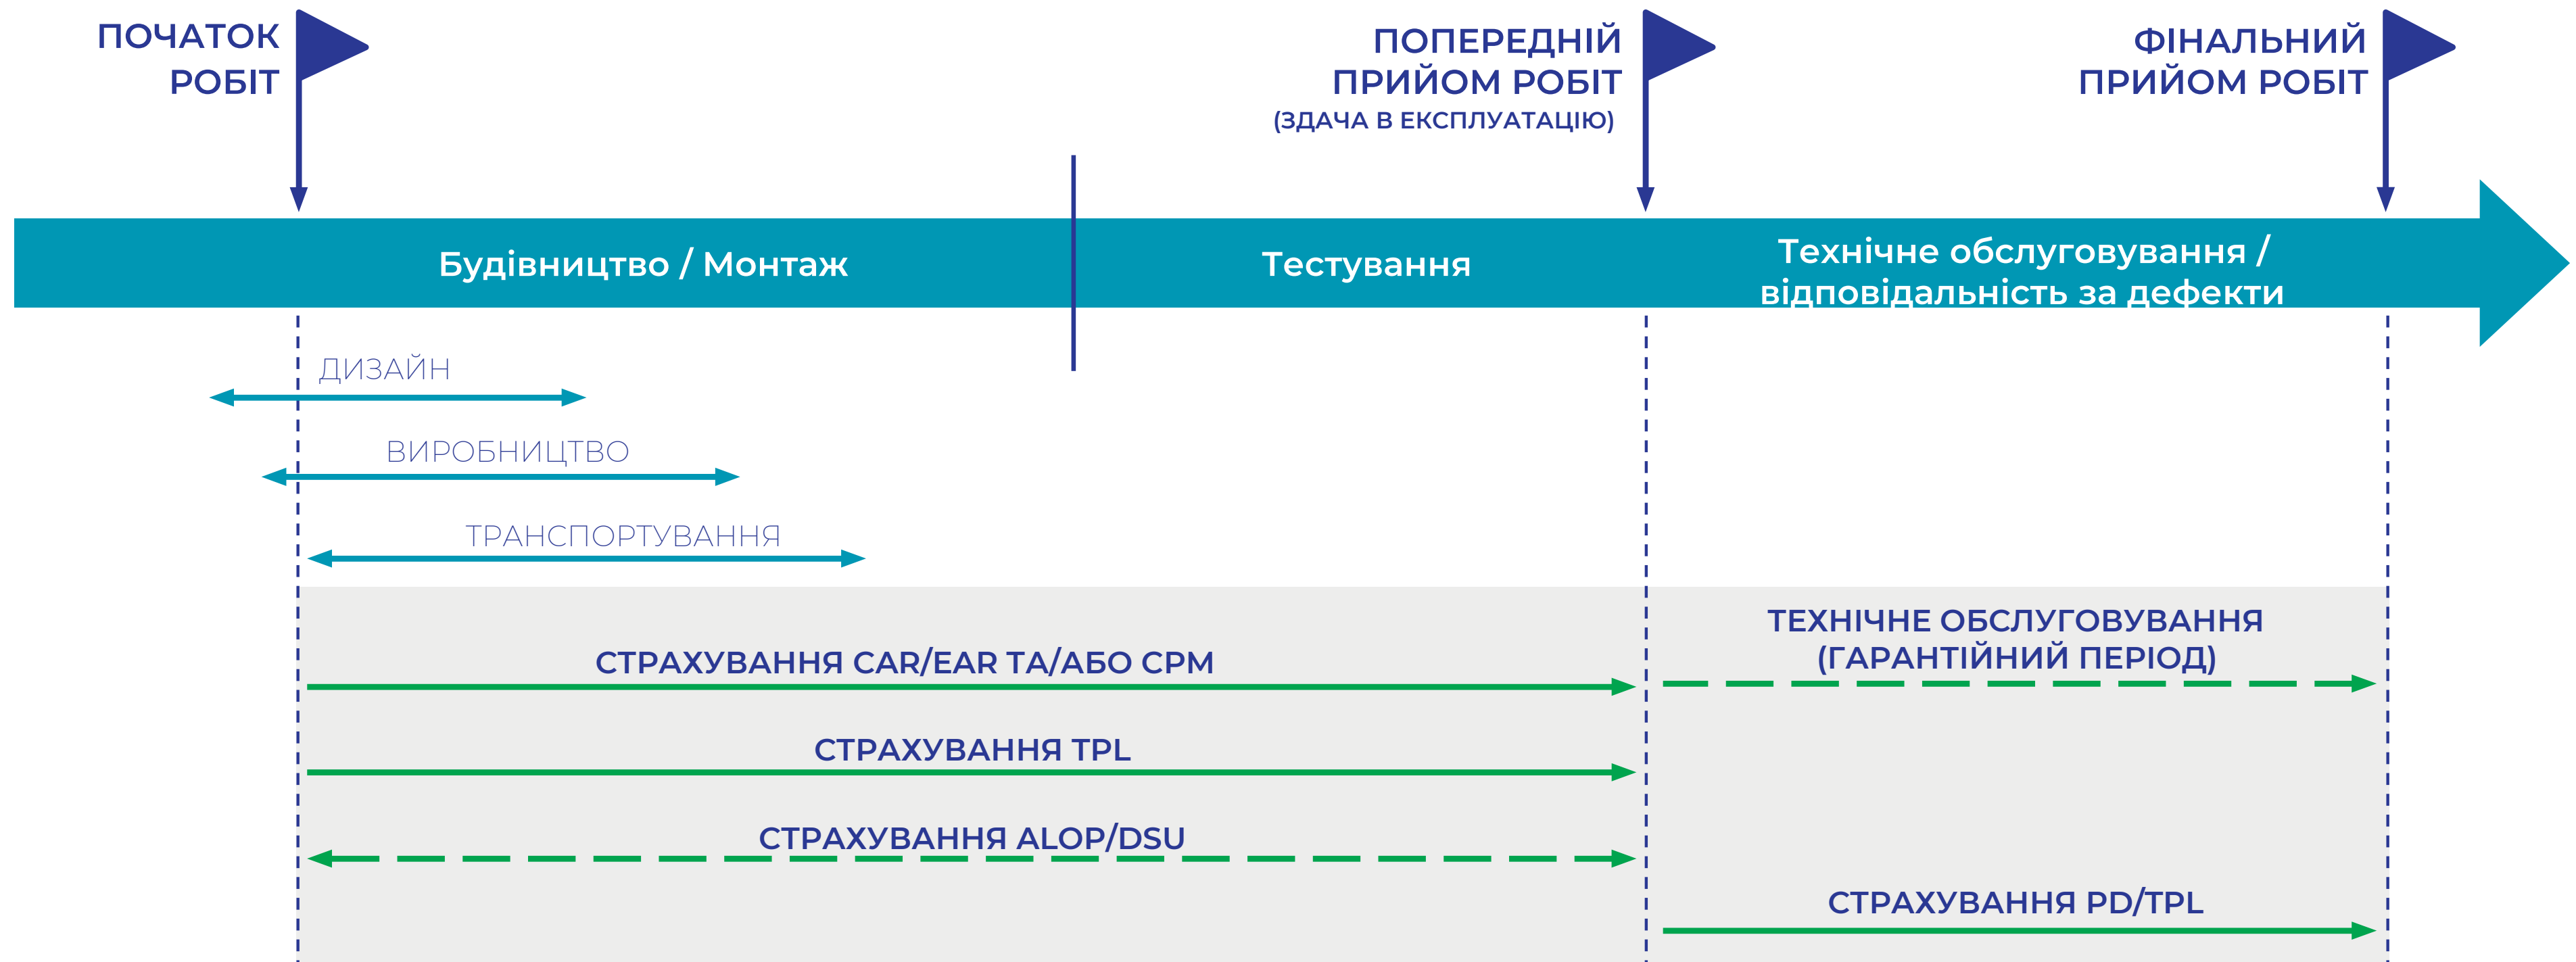 ПОЧАТОК
РОБІТ
ПОПЕРЕДНІЙ
ПРИЙОМ РОБІТ
(ЗДАЧА В ЕКСПЛУАТАЦІЮ)
ФІНАЛЬНИЙ
ПРИЙОМ РОБІТ
Будівництво / Монтаж
Тестування
Технічне обслуговування /
відповідальність за дефекти
ДИЗАЙН
ВИРОБНИЦТВО
ТРАНСПОРТУВАННЯ
СТРАХУВАННЯ CAR/EAR ТА/АБО CPM
ТЕХНІЧНЕ ОБСЛУГОВУВАННЯ
(ГАРАНТІЙНИЙ ПЕРІОД)
СТРАХУВАННЯ TPL
СТРАХУВАННЯ ALOP/DSU
СТРАХУВАННЯ PD/TPL